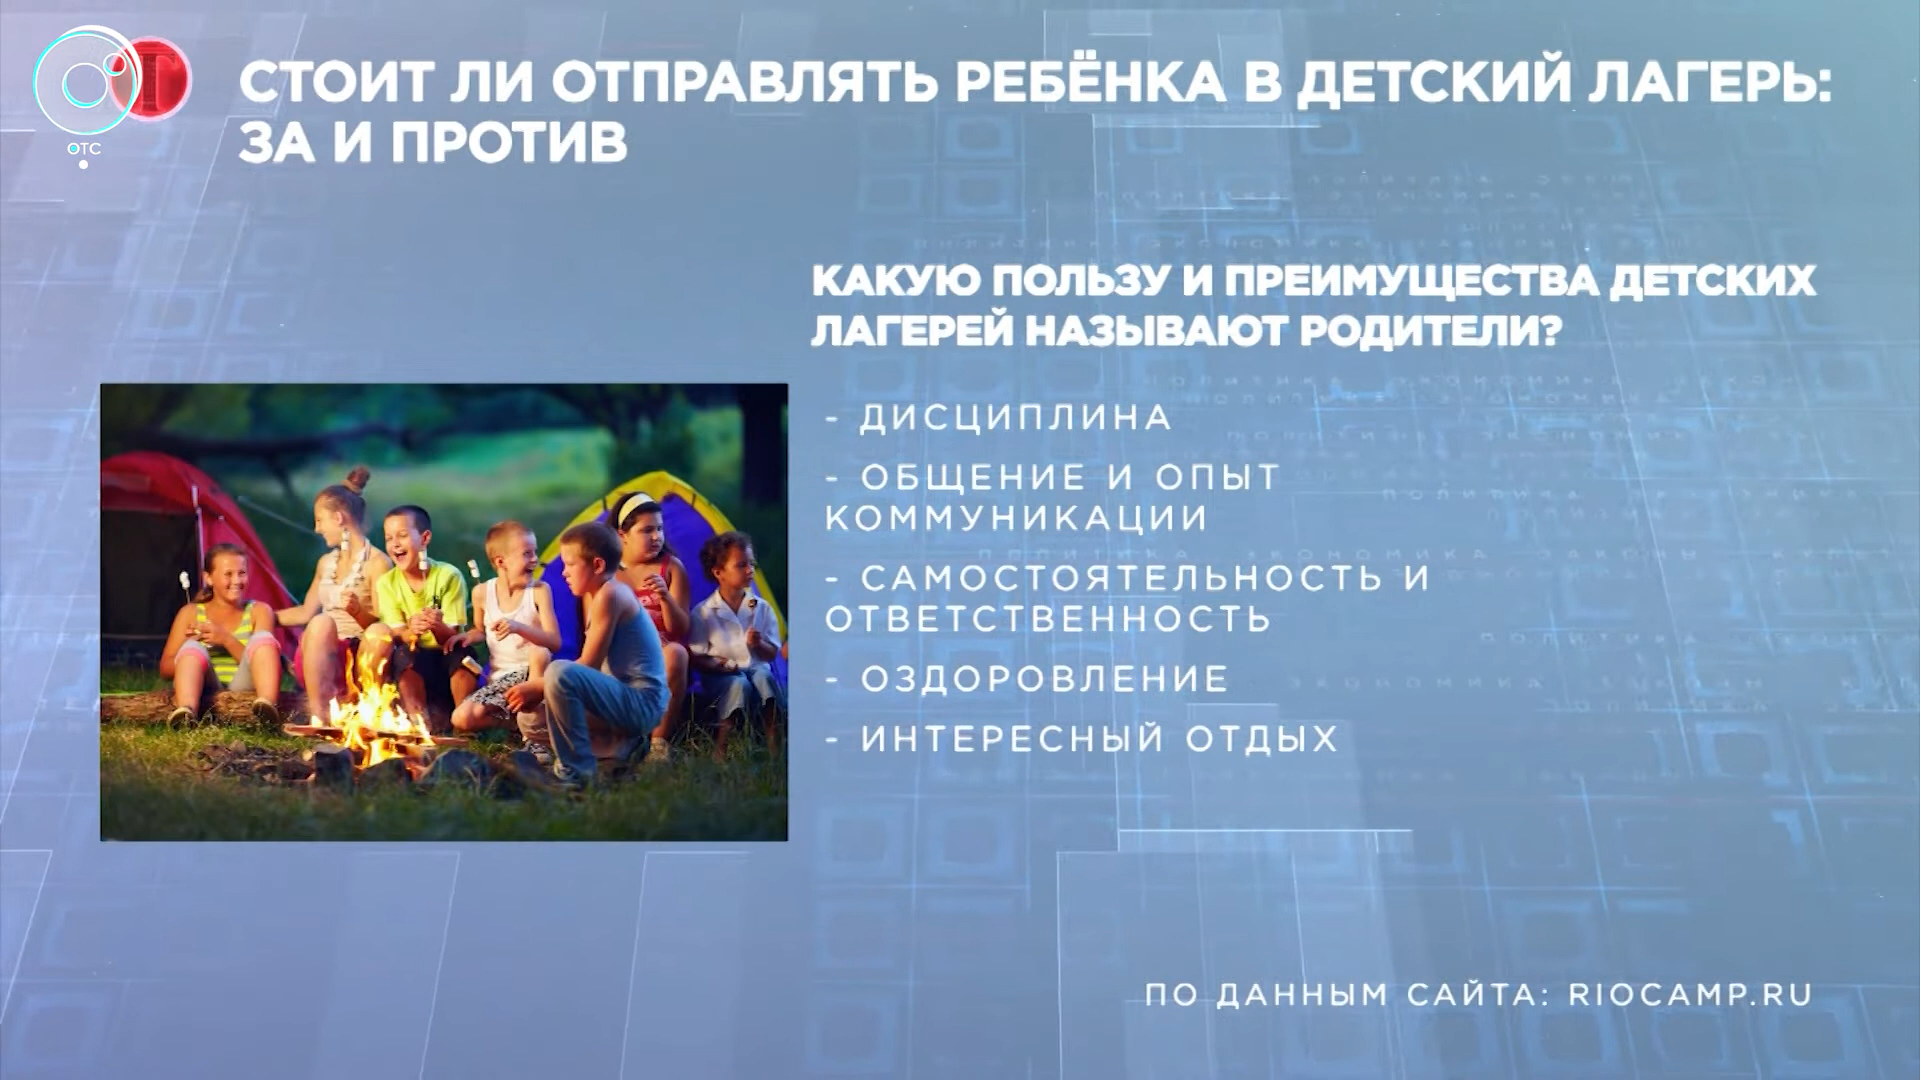 ОТС
СТОИТ ЛИ ОТПРАВЛЯТЬ РЕБЁНКА В ДЕТСКИЙ ЛАГЕРЬ:
ЗА И ПРОТИВ
КАКУЮ ПОЛЬЗУ И ПРЕИМУЩЕСТВА ДЕТСКИХ
ЛАГЕРЕЙ НАЗЫВАЮТ РОДИТЕЛИ?
- ДИСЦИПЛИНА
- ОБЩЕНИЕ И ОПЫТ
КОММУНИКАЦИИ
- САМОСТОЯТЕЛЬНОСТЬ И
ОТВЕТСТВЕННОСТЬ
- ОЗДОРОВЛЕНИЕ
- ИНТЕРЕСНЫЙ ОТДЫХ
ПО ДАННЫМ САЙТА: RIOCAMP.RU